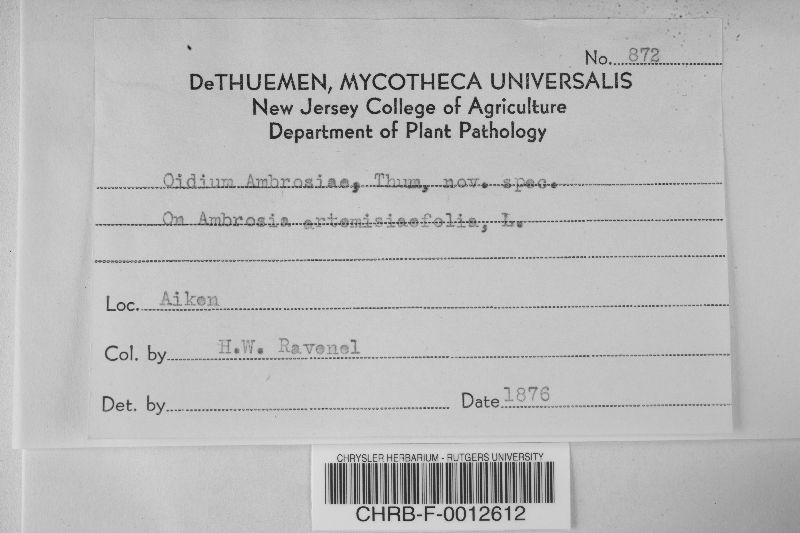 No. 872
DeTHUEMEN, MYCOTHECA UNIVERSALIS
New Jersey College of Agriculture
Department of Plant Pathology
Oidium Ambrosiae, Thum, nov. spec.
On Ambrosia artemisiaefolia, L.
Loc. Aiken
Col. by H.W. Ravenel
Det. by Date 1876
CHRYSLER HERBARIUM - RUTGERS UNIVERSITY
CHRB-F-0012612